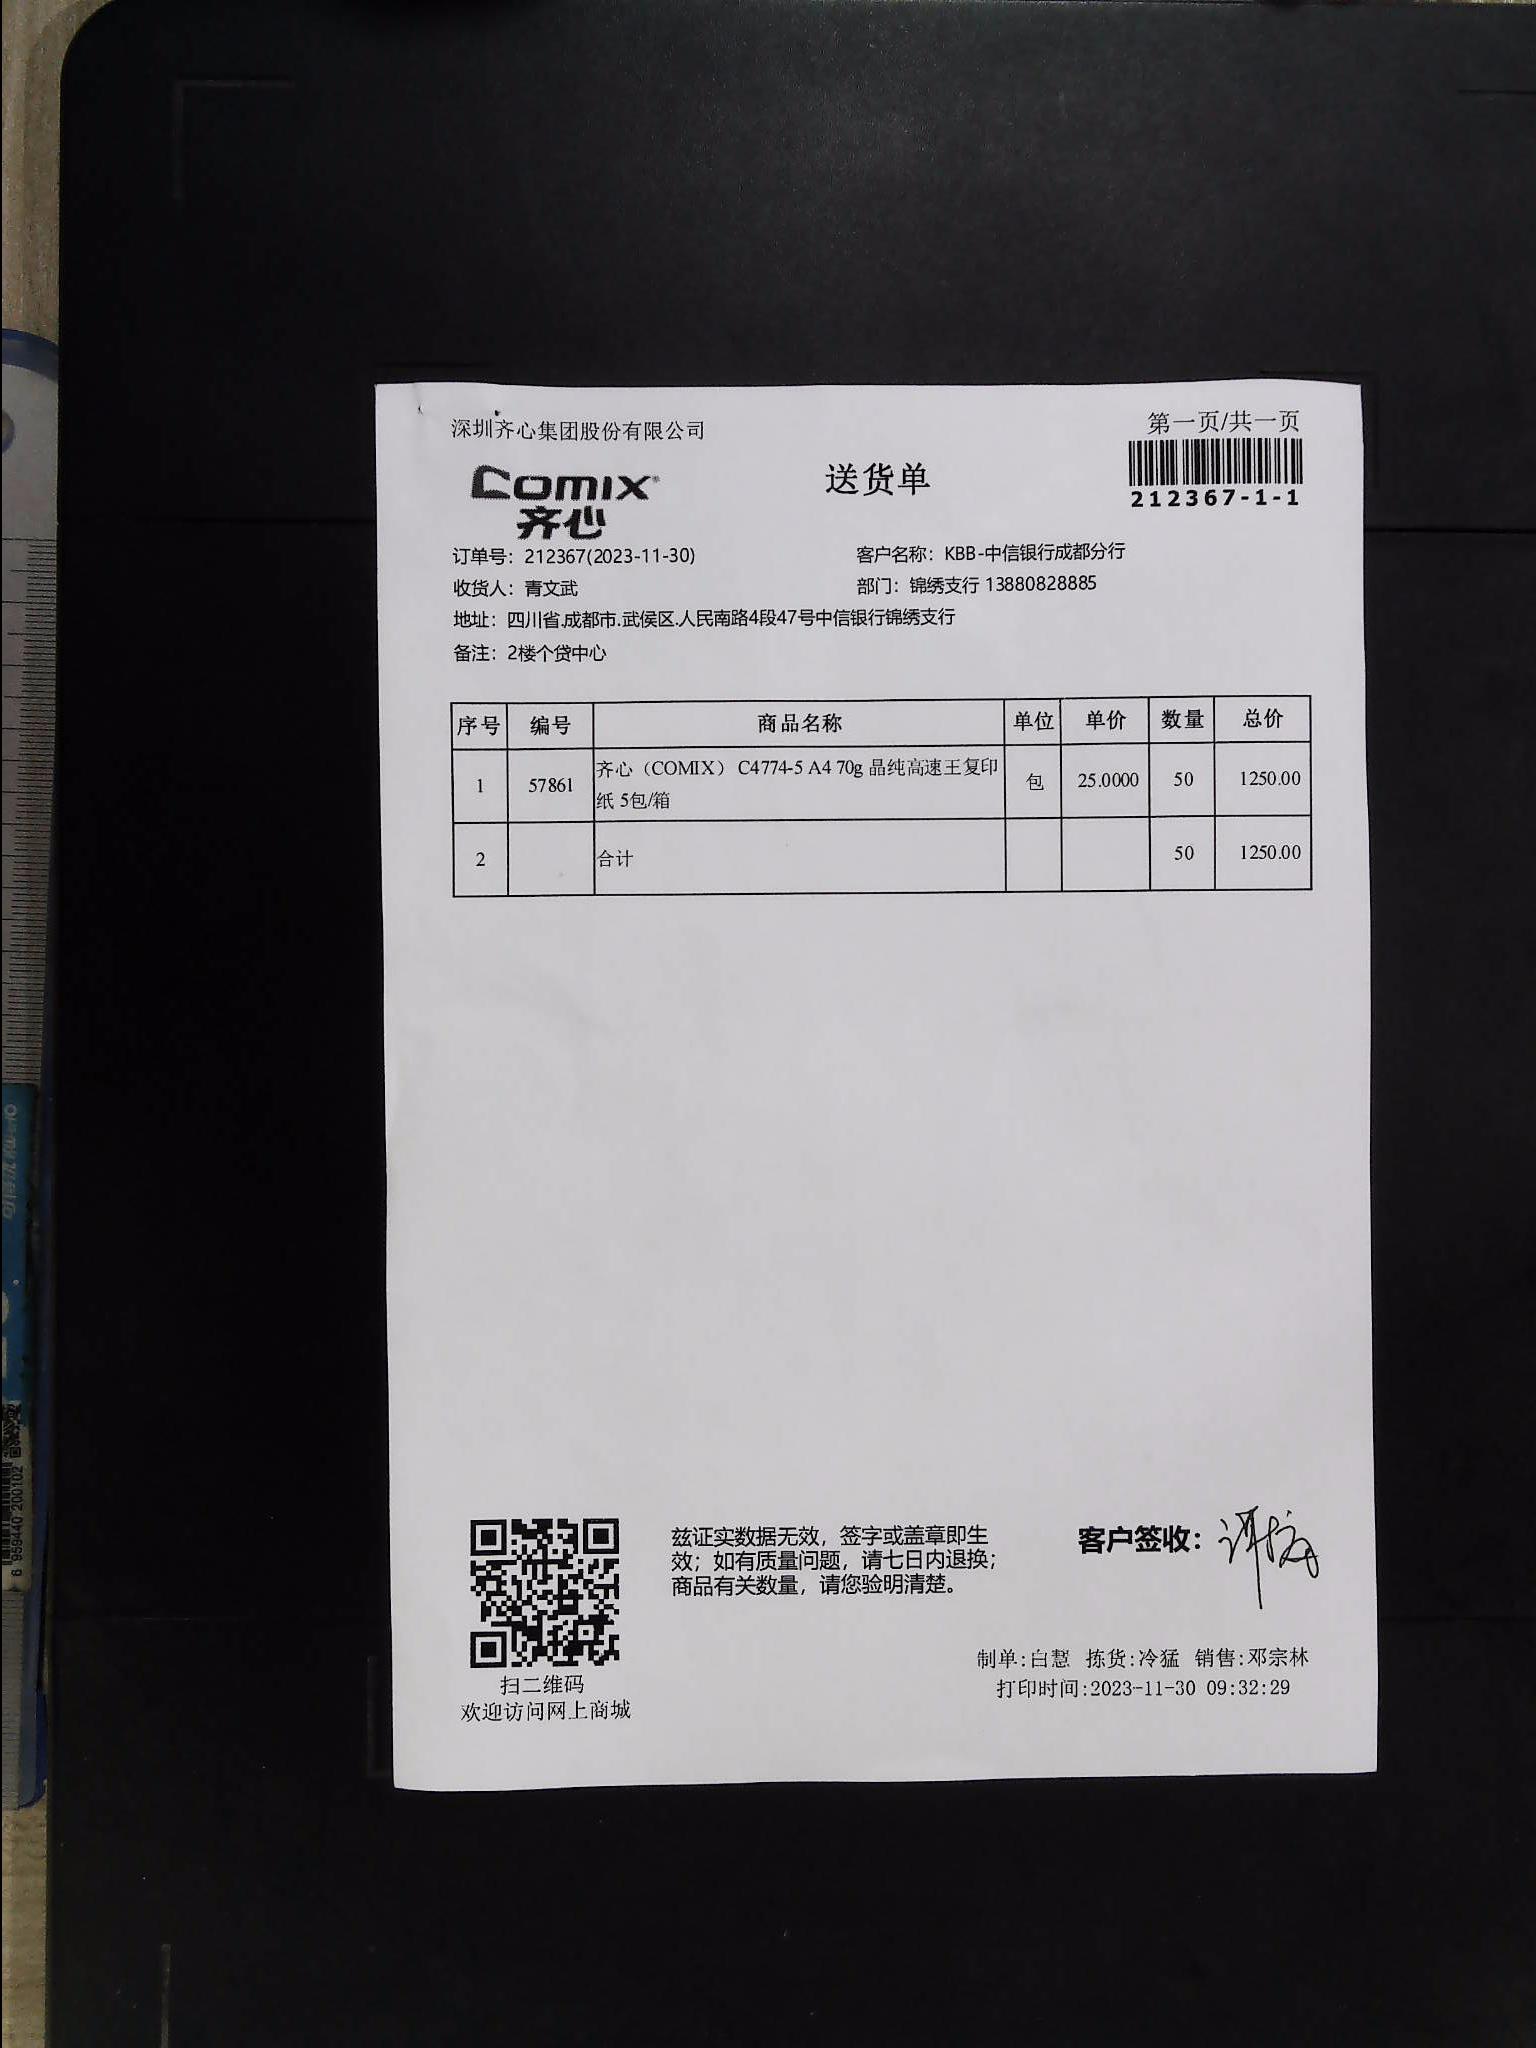 深圳齐心集团股份有限公司
第一页/共一页
comix
齐心
送货单
212367-1-1
订单号：212367(2023-11-30)
客户名称：KBB-中信银行成都分行
收货人：青文武
部门：锦绣支行 13880828885
地址：四川省.成都市.武侯区.人民南路4段47号中信银行锦绣支行
备注：2楼个贷中心
序号 编号 商品名称 单位 单价 数量 总价
1 57861 齐心（COMIX） C4774-5 A4 70g 晶纯高速王复印 包 25.0000 50 1250.00
纸 5包/箱
2 合计 50 1250.00
兹证实数据无效，签字或盖章即生
效；如有质量问题，请七日内退换；
商品有关数量，请您验明清楚。
客户签收：
扫二维码
欢迎访问网上商城
制单:白慧 拣货:冷猛 销售:邓宗林
打印时间:2023-11-30 09:32:29
6 959440 200102